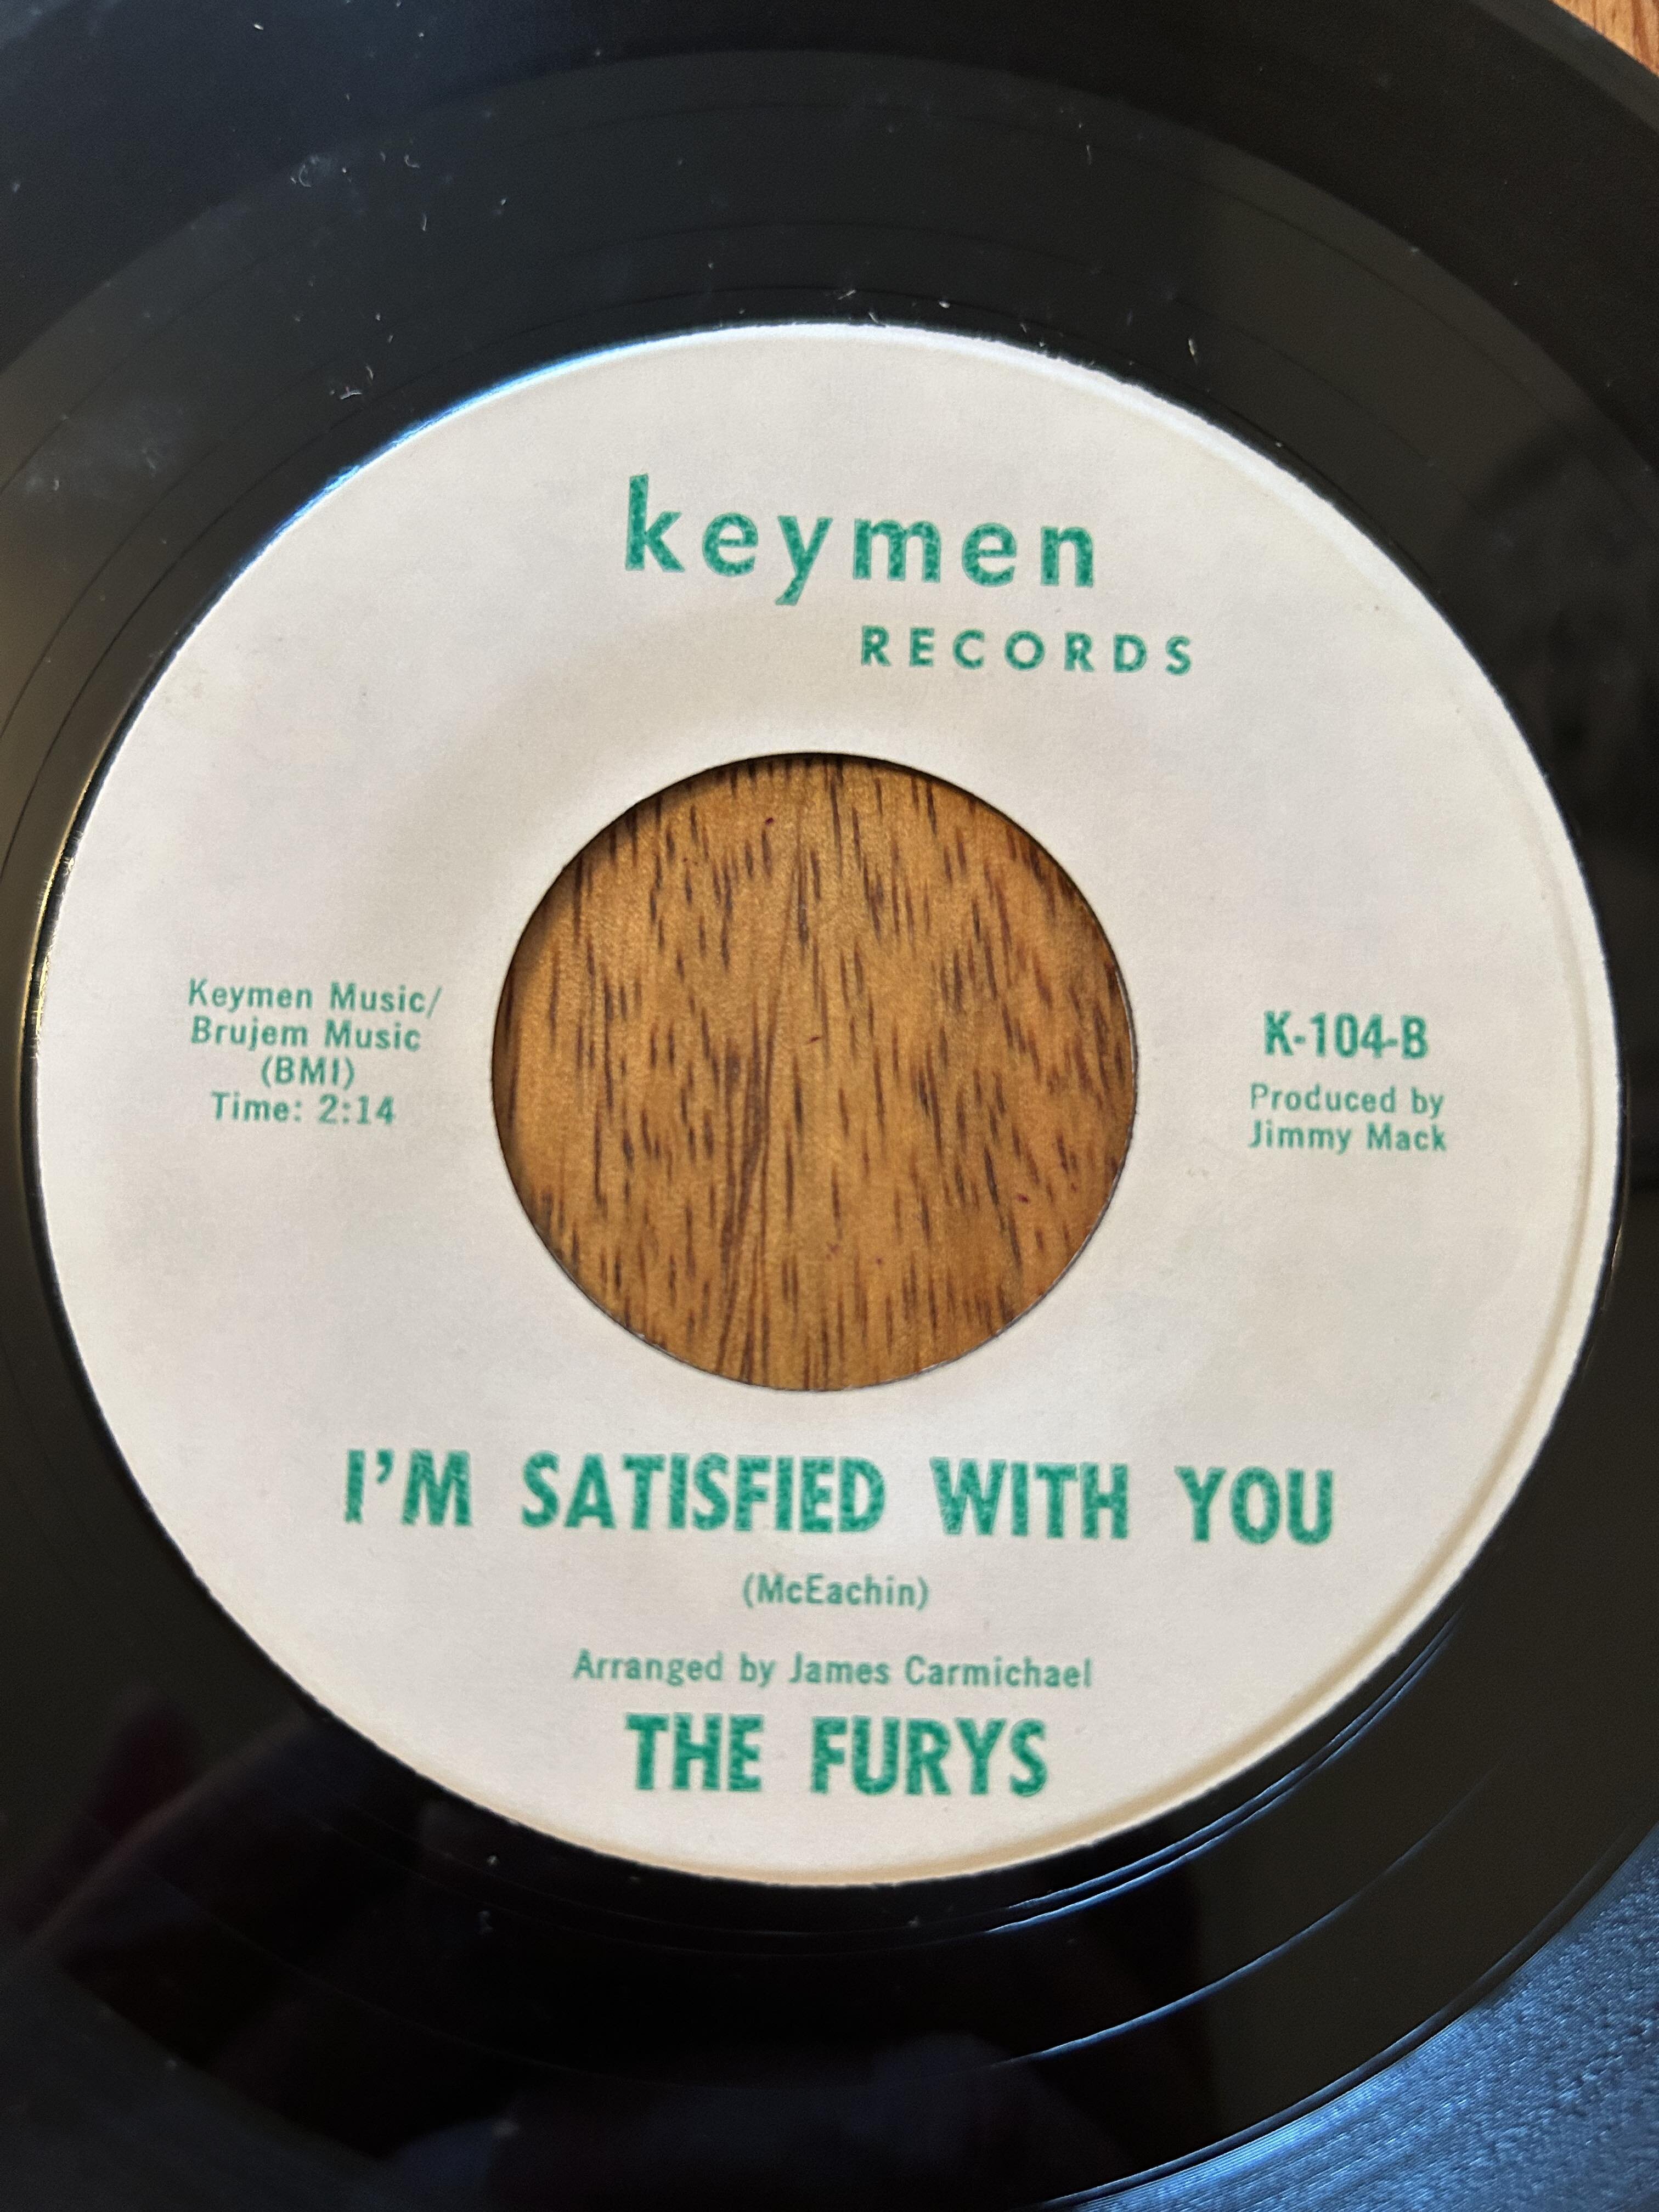 keymen
RECORDS
Keymen Music/
Brujem Music
(BMI)
Time: 2:14
K-104-B
Produced by
Jimmy Mack
I'M SATISFIED WITH YOU
(McEachin)
Arranged by James Carmichael
THE FURYS